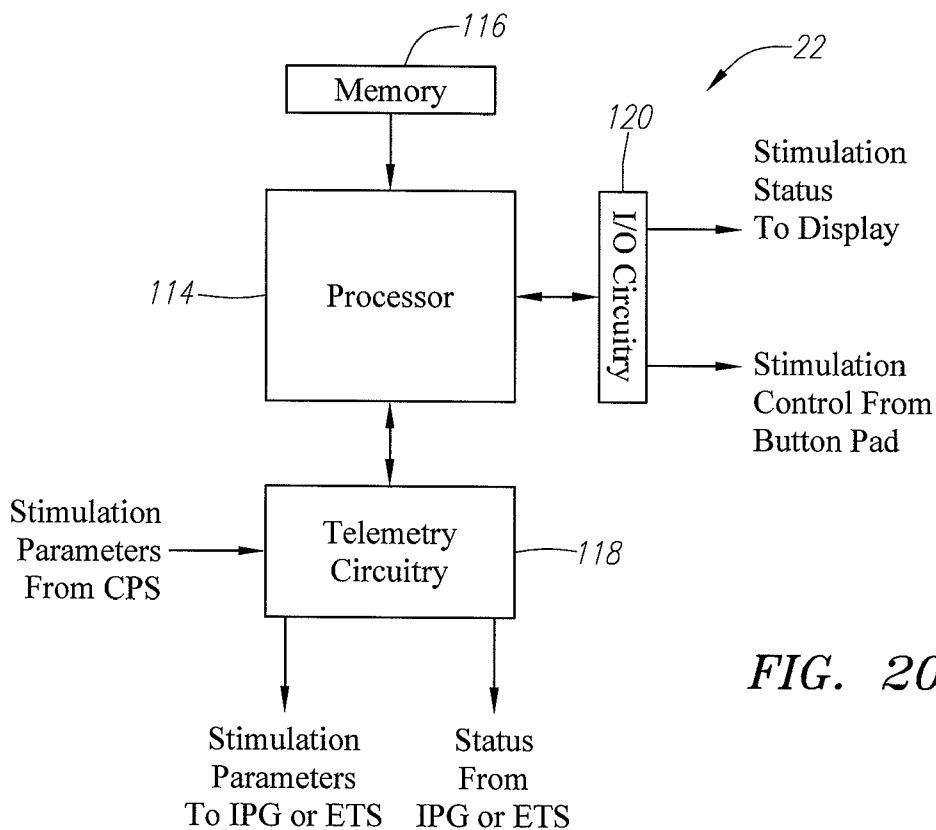 116
22
Memory
120
Stimulation
Status
To Display
I/O Circuitry
114
Processor
Stimulation
Control From
Button Pad
Stimulation
Parameters
From CPS
Telemetry
Circuitry
118
FIG. 20
Stimulation
Parameters
To IPG or ETS
Status
From
IPG or ETS